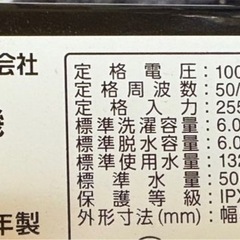 会社
機
年製
定格電圧:100
定格周波数:50/
定格入力:255
標準洗濯容量:6.0
標準脱水容量:6.0
標準使用水量:132
標準水量:50
保護等級:IPX
外形寸法(mm):幅